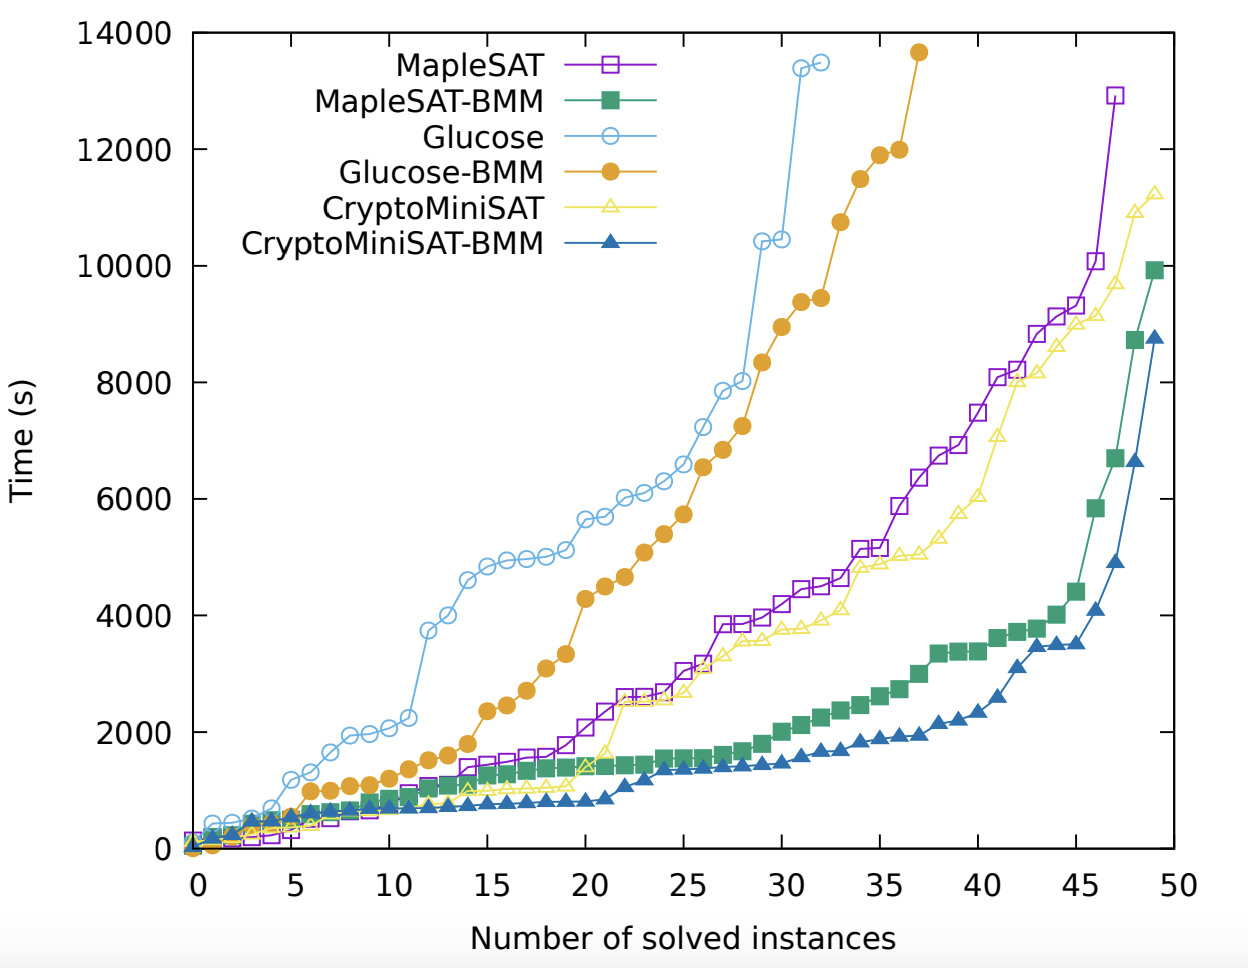 14000
12000
10000
8000
6000
4000
2000
0
Time (s)
MapleSAT
MapleSAT-BMM
Glucose
Glucose-BMM
CryptoMiniSAT
CryptoMiniSAT-BMM
0 5 10 15 20 25 30 35 40 45 50
Number of solved instances